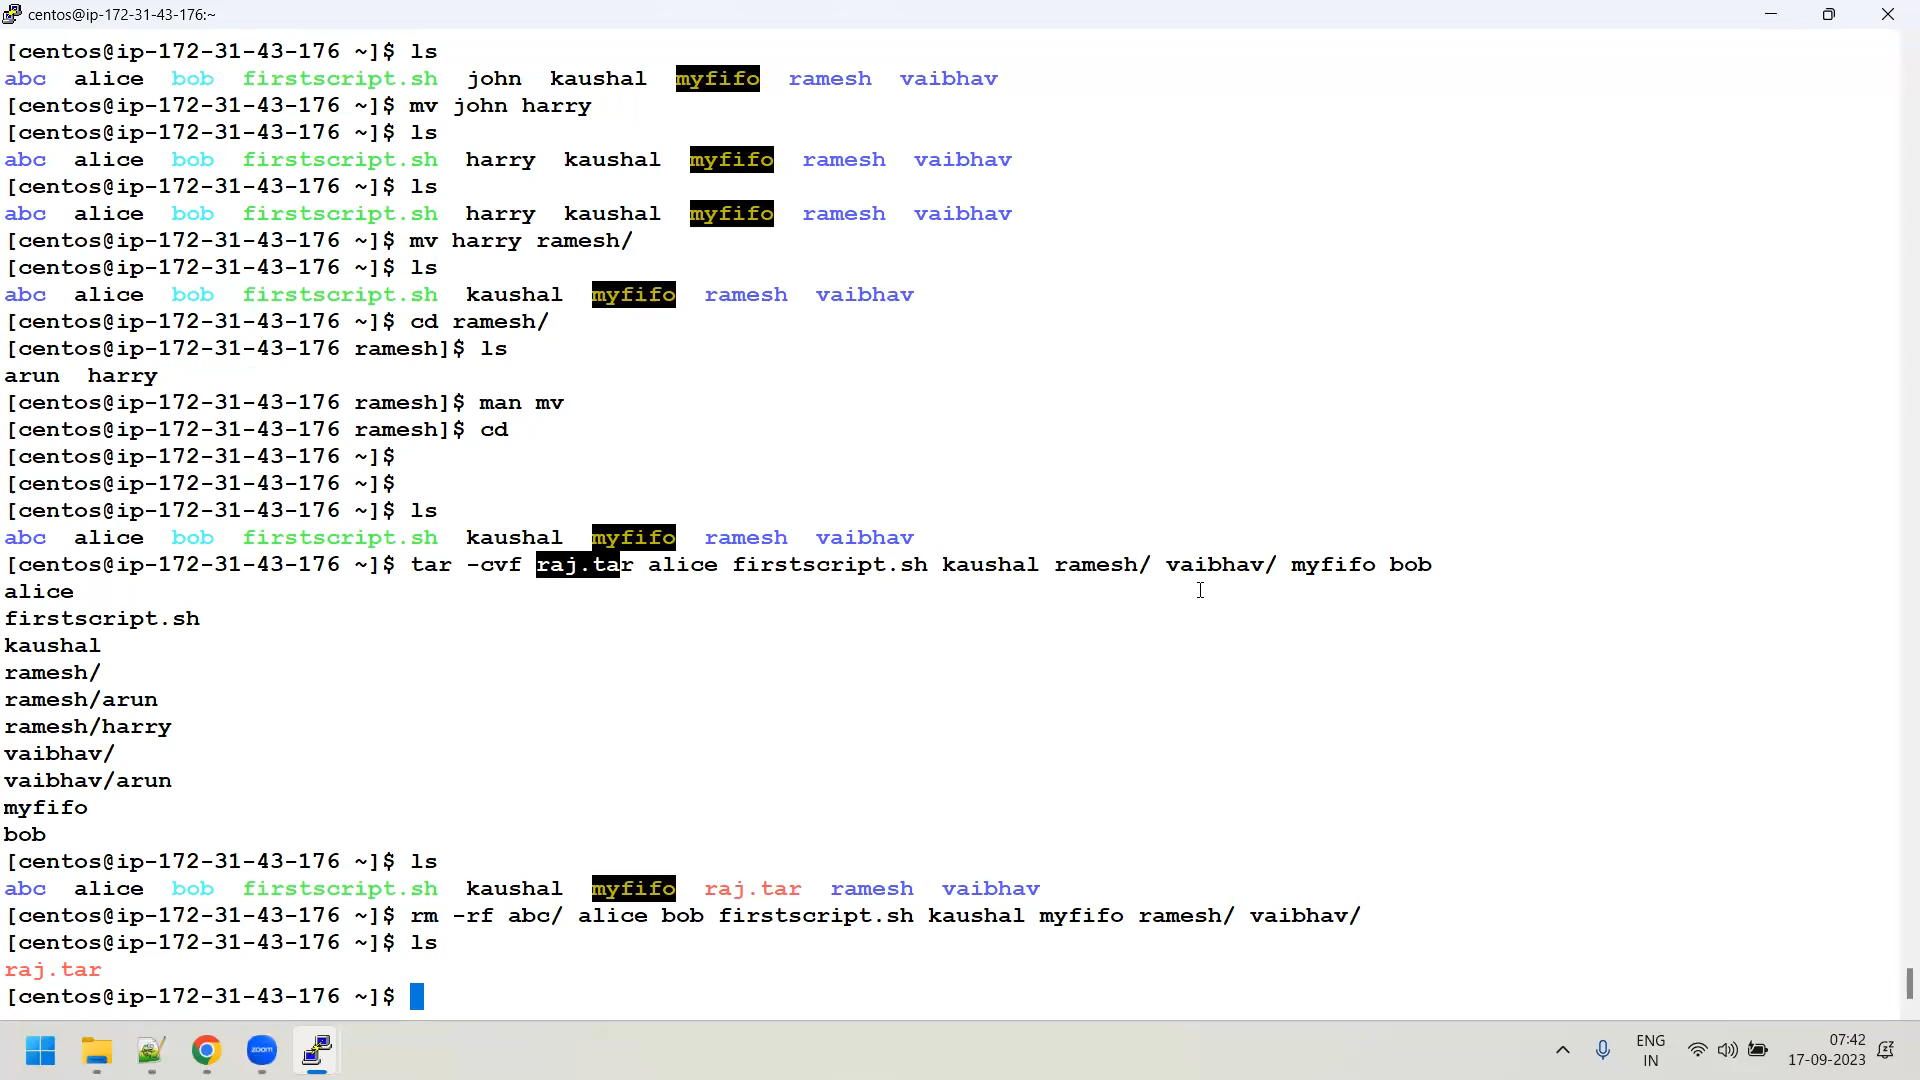 centos@ip-172-31-43-176:~
[centos@ip-172-31-43-176 ~]$ ls
abc  alice  bob  firstscript.sh  john  kaushal  myfifo  ramesh  vaibhav
[centos@ip-172-31-43-176 ~]$ mv john harry
[centos@ip-172-31-43-176 ~]$ ls
abc  alice  bob  firstscript.sh  harry  kaushal  myfifo  ramesh  vaibhav
[centos@ip-172-31-43-176 ~]$ ls
abc  alice  bob  firstscript.sh  harry  kaushal  myfifo  ramesh  vaibhav
[centos@ip-172-31-43-176 ~]$ mv harry ramesh/
[centos@ip-172-31-43-176 ~]$ ls
abc  alice  bob  firstscript.sh  kaushal  myfifo  ramesh  vaibhav
[centos@ip-172-31-43-176 ~]$ cd ramesh/
[centos@ip-172-31-43-176 ramesh]$ ls
arun  harry
[centos@ip-172-31-43-176 ramesh]$ man mv
[centos@ip-172-31-43-176 ramesh]$ cd
[centos@ip-172-31-43-176 ~]$
[centos@ip-172-31-43-176 ~]$
[centos@ip-172-31-43-176 ~]$ ls
abc  alice  bob  firstscript.sh  kaushal  myfifo  ramesh  vaibhav
[centos@ip-172-31-43-176 ~]$ tar -cvf raj.tar alice firstscript.sh kaushal ramesh/ vaibhav/ myfifo bob
alice
firstscript.sh
kaushal
ramesh/
ramesh/arun
ramesh/harry
vaibhav/
vaibhav/arun
myfifo
bob
[centos@ip-172-31-43-176 ~]$ ls
abc  alice  bob  firstscript.sh  kaushal  myfifo  raj.tar  ramesh  vaibhav
[centos@ip-172-31-43-176 ~]$ rm -rf abc/ alice bob firstscript.sh kaushal myfifo ramesh/ vaibhav/
[centos@ip-172-31-43-176 ~]$ ls
raj.tar
[centos@ip-172-31-43-176 ~]$
zoom
ENG
IN
07:42
17-09-2023